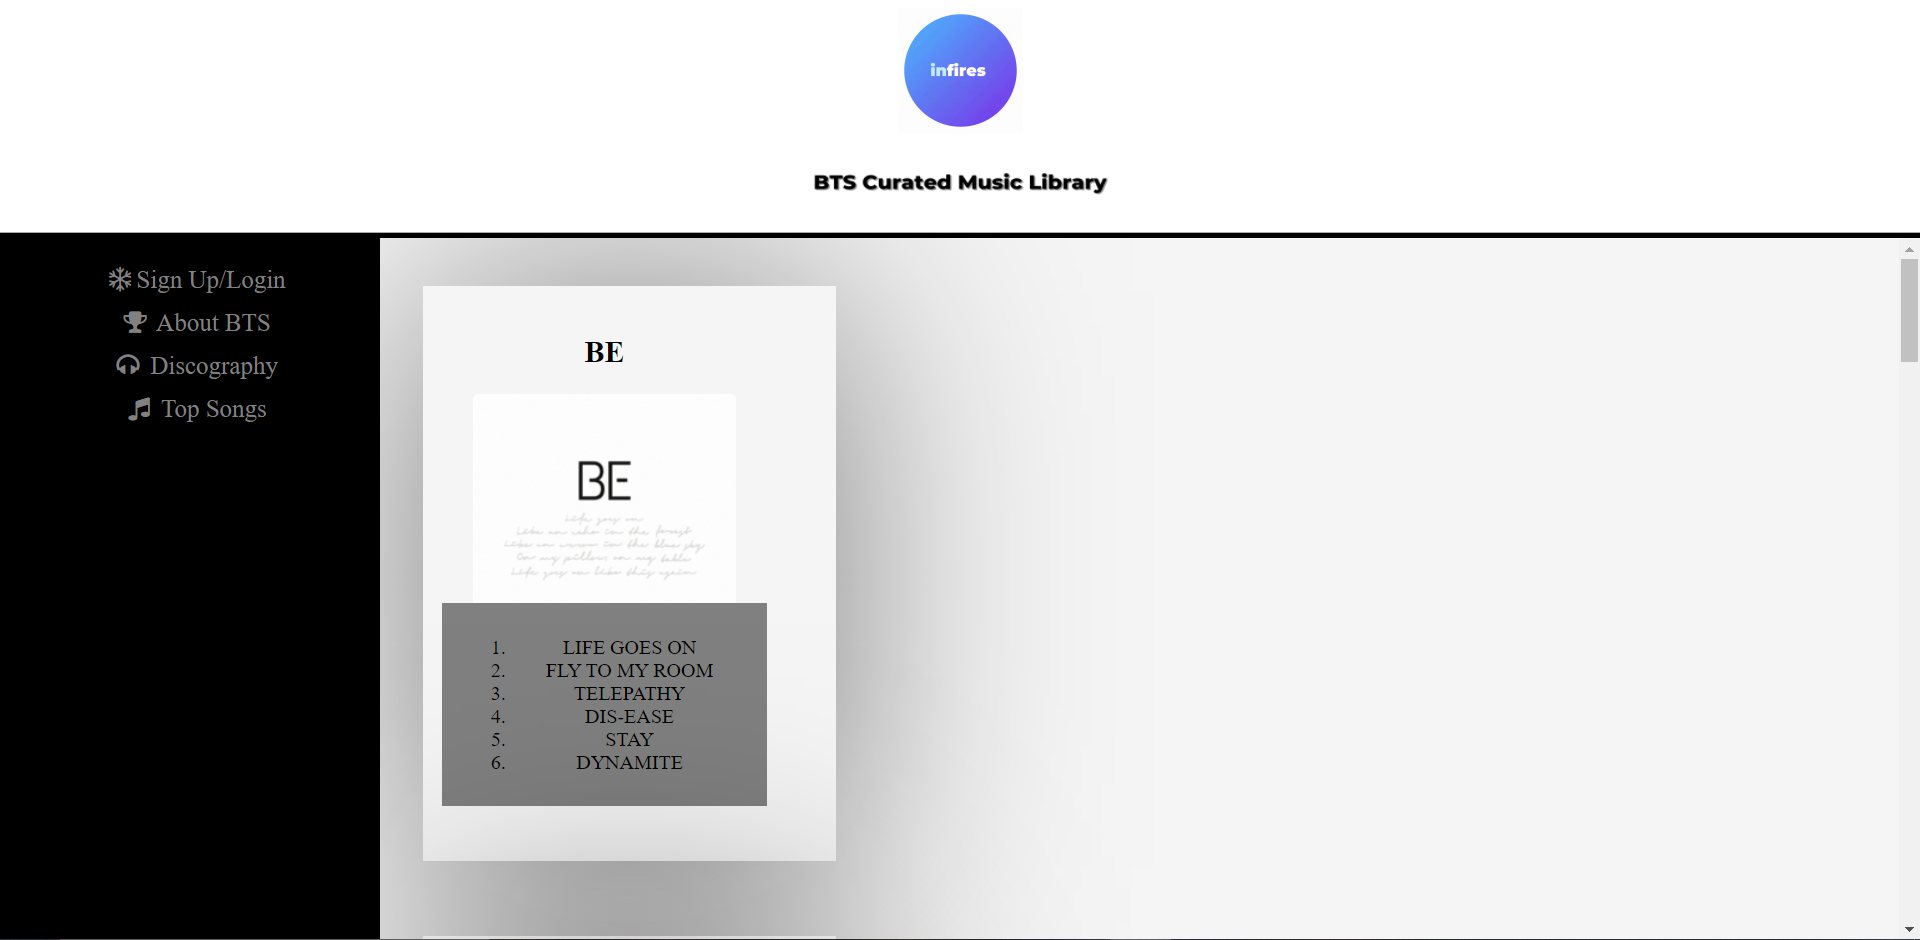 infires
BTS Curated Music Library
Sign Up/Login
About BTS
Discography
Top Songs
BE
BE
Life goes on
Like an echo in the forest
Like an arrow in the blue sky
On my pillow, on my table
Life goes on like this again
1. LIFE GOES ON
2. FLY TO MY ROOM
3. TELEPATHY
4. DIS-EASE
5. STAY
6. DYNAMITE